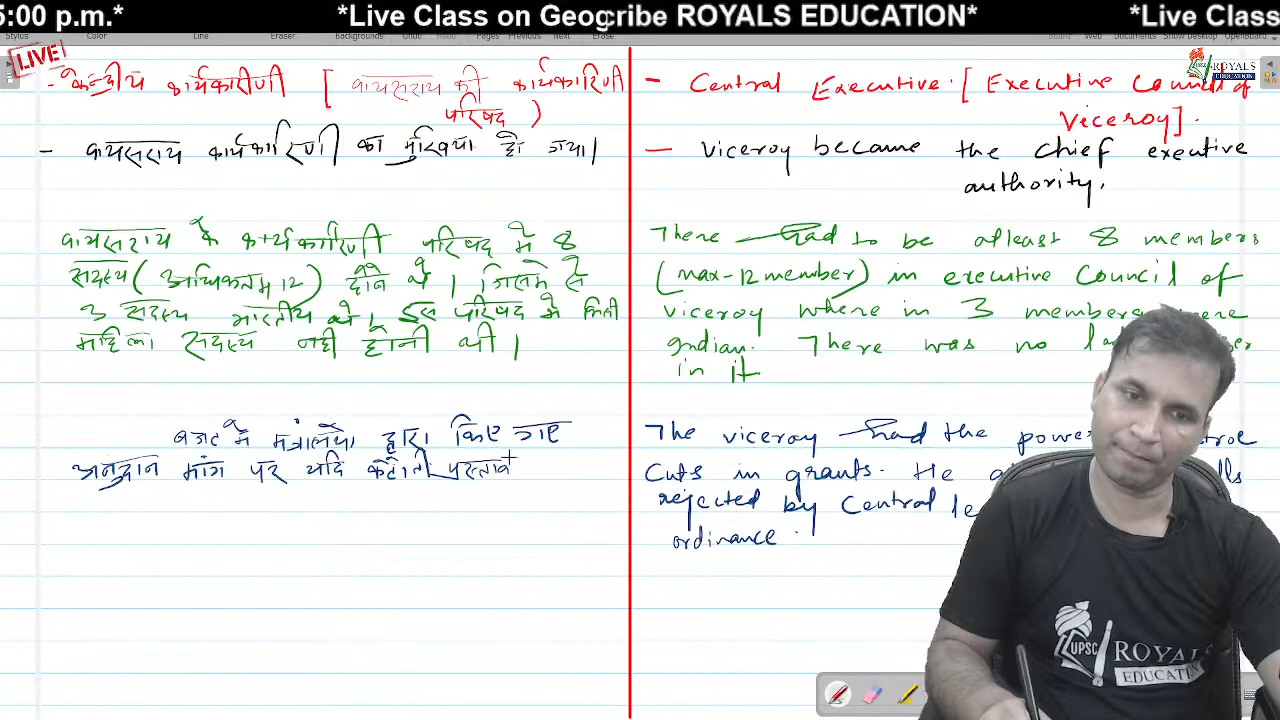 5:00 p.m.
*Live Class on Geog
cribe ROYALS EDUCATION*
*Live Class
LIVE
- केन्द्रीय कार्यकारीणी [ वायसराय की कार्यकारिणी
परिषद )
- वायसराय कार्यकारिणी का मुखिया हो गया।
वायसराय के कार्यकारिणी परिषद में 8
सदस्य ( अधिकतम 12) होने थे । जिसमे से
3 सदस्य भारतीय थे। इस परिषद में किसी
महिला सदस्य नही होनी थी ।
बजट में मंत्रालयो द्वारा किए गए
अनुदान मांग पर यदि कटौती प्रस्ताव
- Central Executive [ Executive Council of
Viceroy].
- Viceroy became the chief exeutive
authority.
There had to be atleast 8 members
(max-12 member) in executive Council of
viceroy where in 3 members were
Indian. There was no
in it
The viceroy had the power
cuts in grants. He
rejected by Central
ordinance
UPSC
ROYALS
EDUCATION
ROYALS
EDUCATION